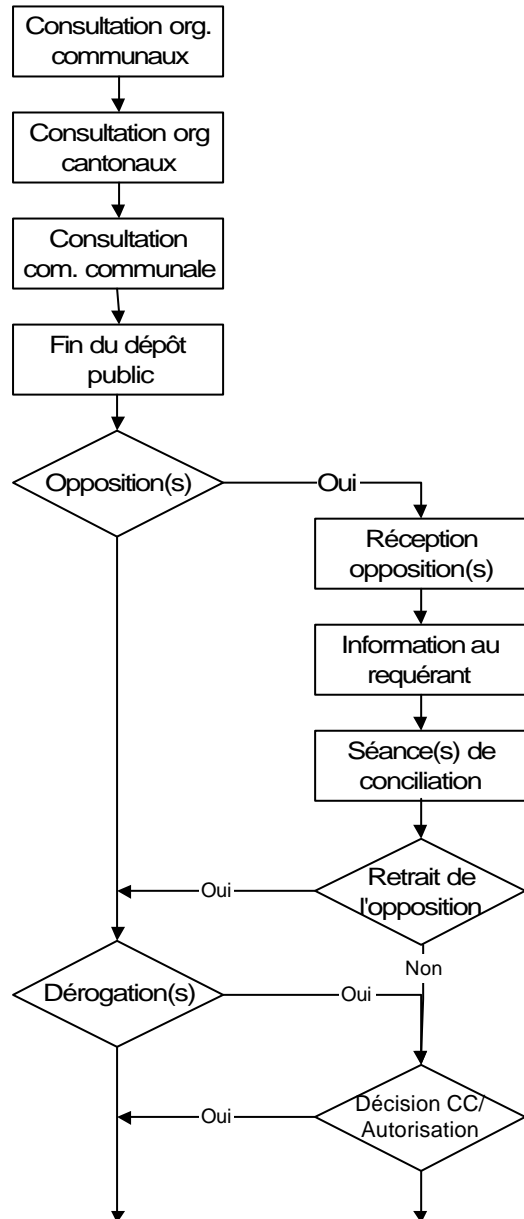 Consultation org.
communaux
Consultation org
cantonaux
Consultation
com. communale
Fin du dépôt
public
Opposition(s)
Oui
Réception
opposition(s)
Information au
requérant
Séance(s) de
conciliation
Retrait de
l'opposition
Oui
Non
Dérogation(s)
Oui
Décision CC/
Autorisation
Oui